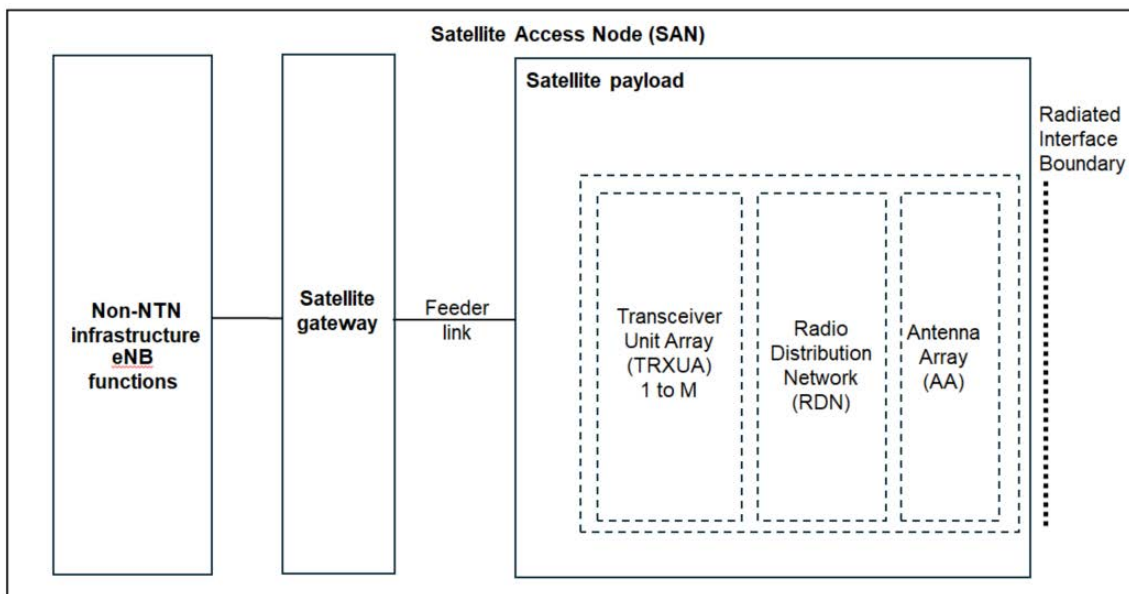 Satellite Access Node (SAN)
Satellite payload
Radiated
Interface
Boundary
Non-NTN
infrastructure
eNB
functions
Satellite
gateway
Feeder
link
Transceiver
Unit Array
(TRXUA)
1 to M
Radio
Distribution
Network
(RDN)
Antenna
Array
(AA)